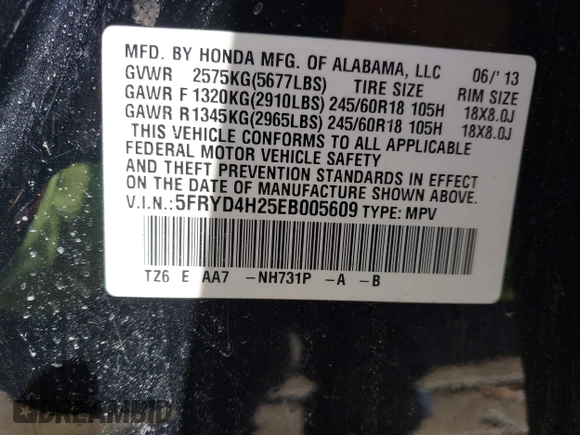 MFD. BY HONDA MFG. OF ALABAMA, LLC 06/'13
GVWR 2575KG(5677LBS) TIRE SIZE RIM SIZE
GAWR F 1320KG(2910LBS) 245/60R18 105H 18X8.0J
GAWR R 1345KG(2965LBS) 245/60R18 105H 18X8.0J
THIS VEHICLE CONFORMS TO ALL APPLICABLE
FEDERAL MOTOR VEHICLE SAFETY
AND THEFT PREVENTION STANDARDS IN EFFECT
ON THE DATE OF MANUFACTURE SHOWN ABOVE.
V.I.N.: 5FRYD4H25EB005609 TYPE: MPV
TZ6 E AA7 -NH731P -A -B
DREAMBID